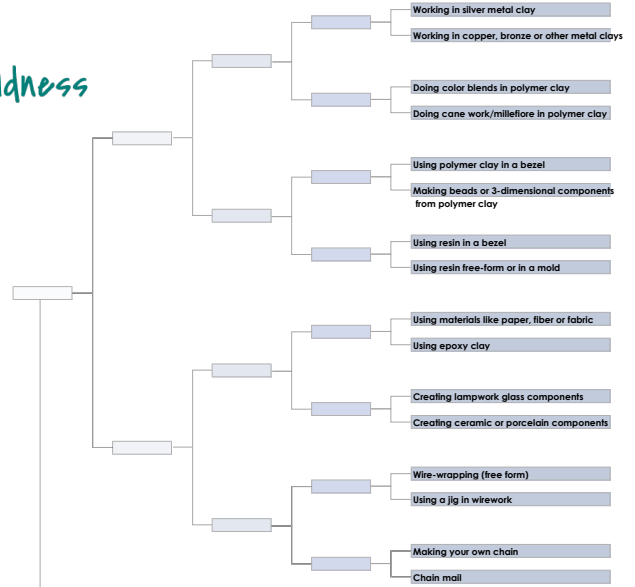 Working in silver metal clay
Working in copper, bronze or other metal clays
Doing color blends in polymer clay
Doing cane work/millefiore in polymer clay
Using polymer clay in a bezel
Making beads or 3-dimensional components
from polymer clay
Using resin in a bezel
Using resin free-form or in a mold
Using materials like paper, fiber or fabric
Using epoxy clay
Creating lampwork glass components
Creating ceramic or porcelain components
Wire-wrapping (free form)
Using a jig in wirework
Making your own chain
Chain mail